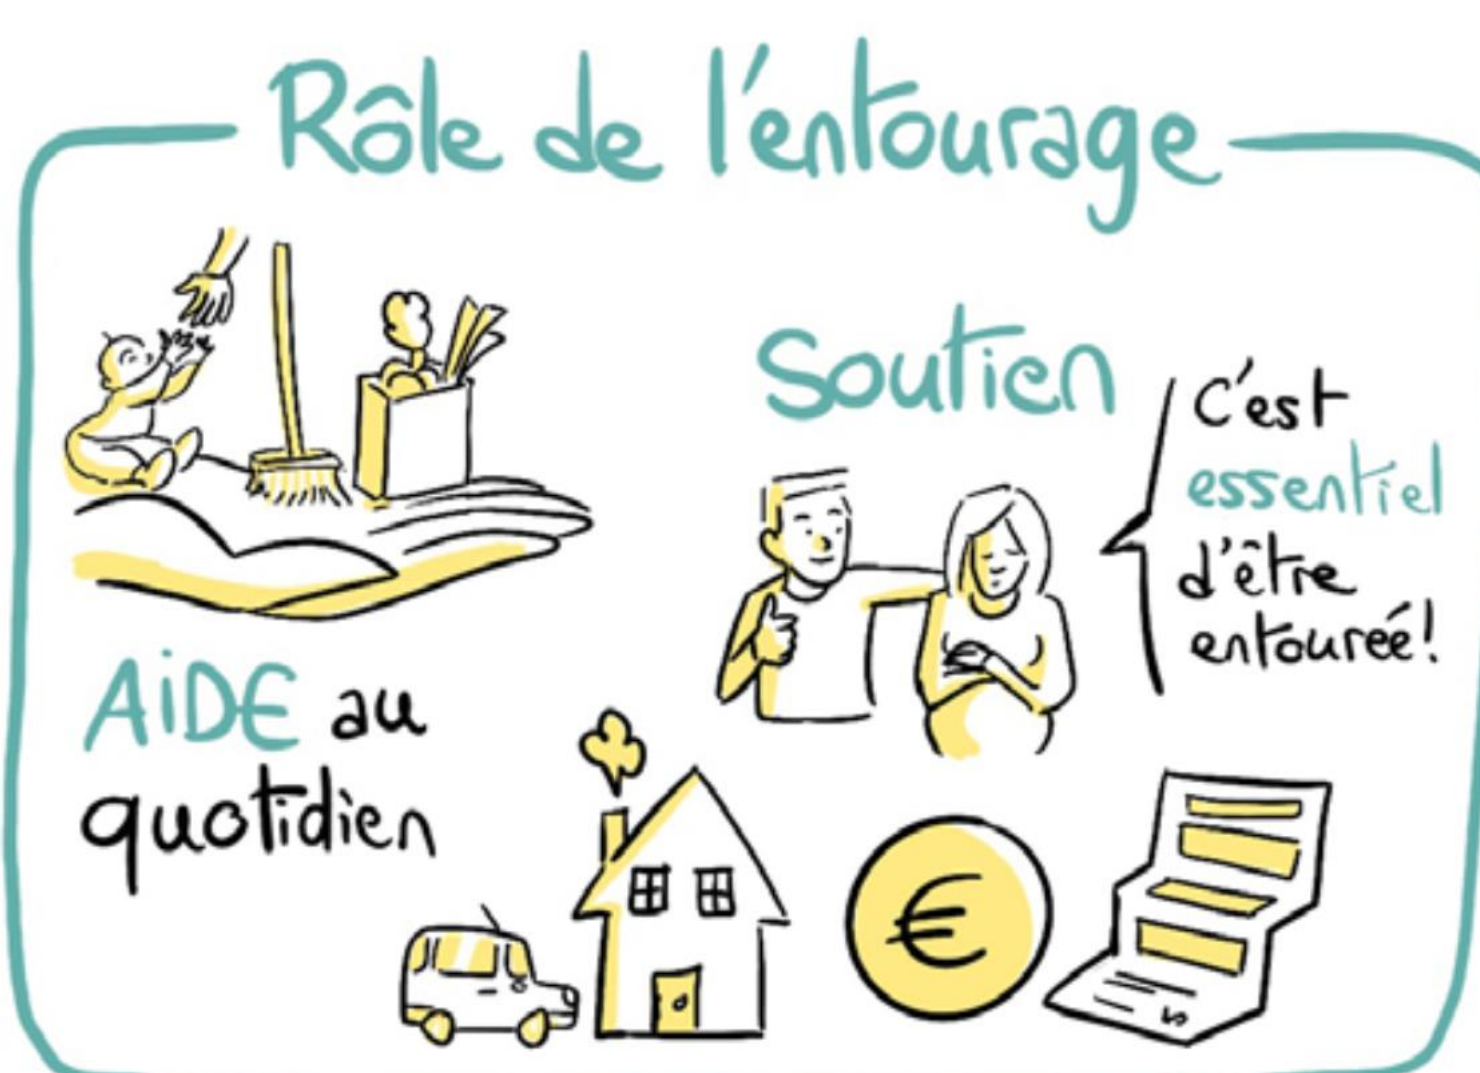 Rôle de l'entourage
Soutien
c'est
essentiel
d'être
entourée!
AiDE au
quotidien
€